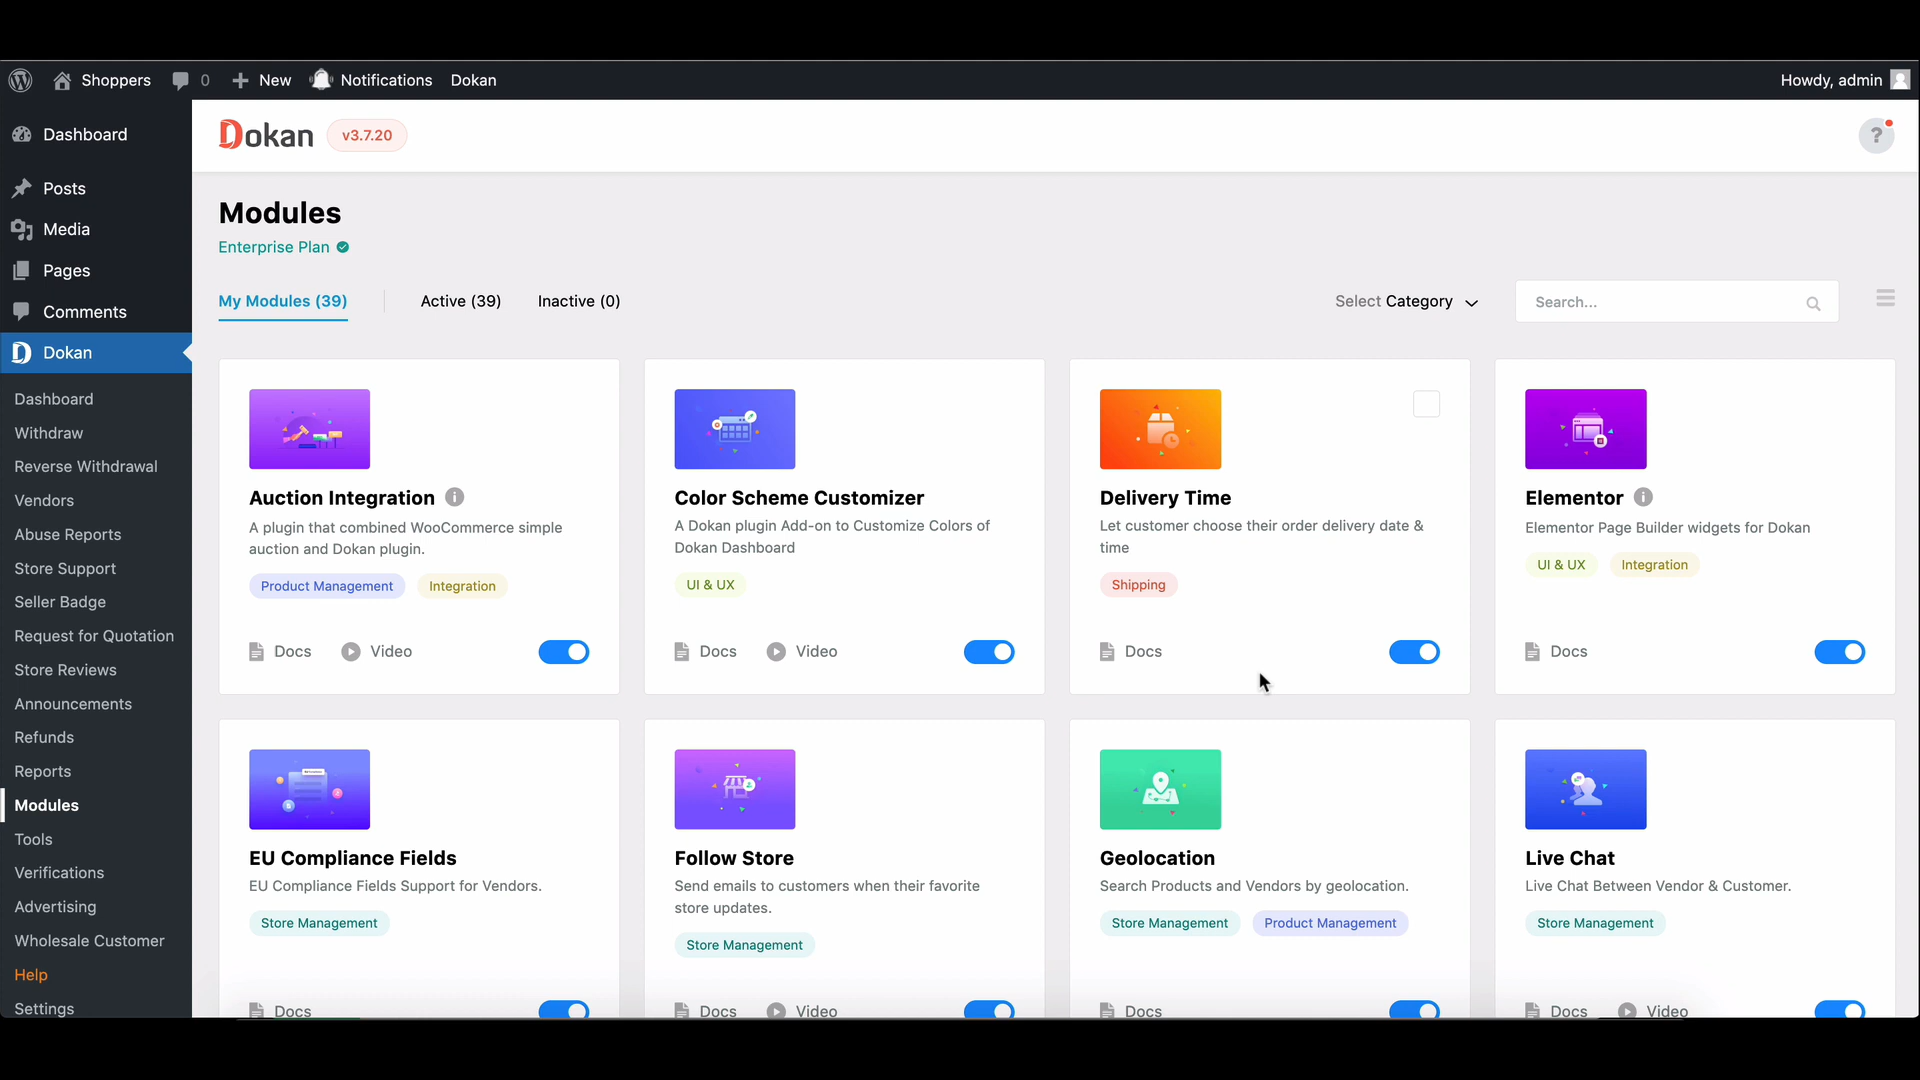 Shoppers
0
New
Notifications
Dokan
Howdy, admin
Dashboard
Posts
Media
Pages
Comments
Dokan
Dashboard
Withdraw
Reverse Withdrawal
Vendors
Abuse Reports
Store Support
Seller Badge
Request for Quotation
Store Reviews
Announcements
Refunds
Reports
Modules
Tools
Verifications
Advertising
Wholesale Customer
Help
Settings
Dokan
v3.7.20
?
Modules
Enterprise Plan
My Modules (39)
Active (39)
Inactive (0)
Select Category
Search...
Auction Integration
A plugin that combined WooCommerce simple
auction and Dokan plugin.
Product Management
Integration
Docs
Video
Color Scheme Customizer
A Dokan plugin Add-on to Customize Colors of
Dokan Dashboard
UI & UX
Docs
Video
Delivery Time
Let customer choose their order delivery date &
time
Shipping
Docs
Elementor
Elementor Page Builder widgets for Dokan
UI & UX
Integration
Docs
EU Compliance Fields
EU Compliance Fields Support for Vendors.
Store Management
Docs
Follow Store
Send emails to customers when their favorite
store updates.
Store Management
Docs
Video
Geolocation
Search Products and Vendors by geolocation.
Store Management
Product Management
Docs
Live Chat
Live Chat Between Vendor & Customer.
Store Management
Docs
Video